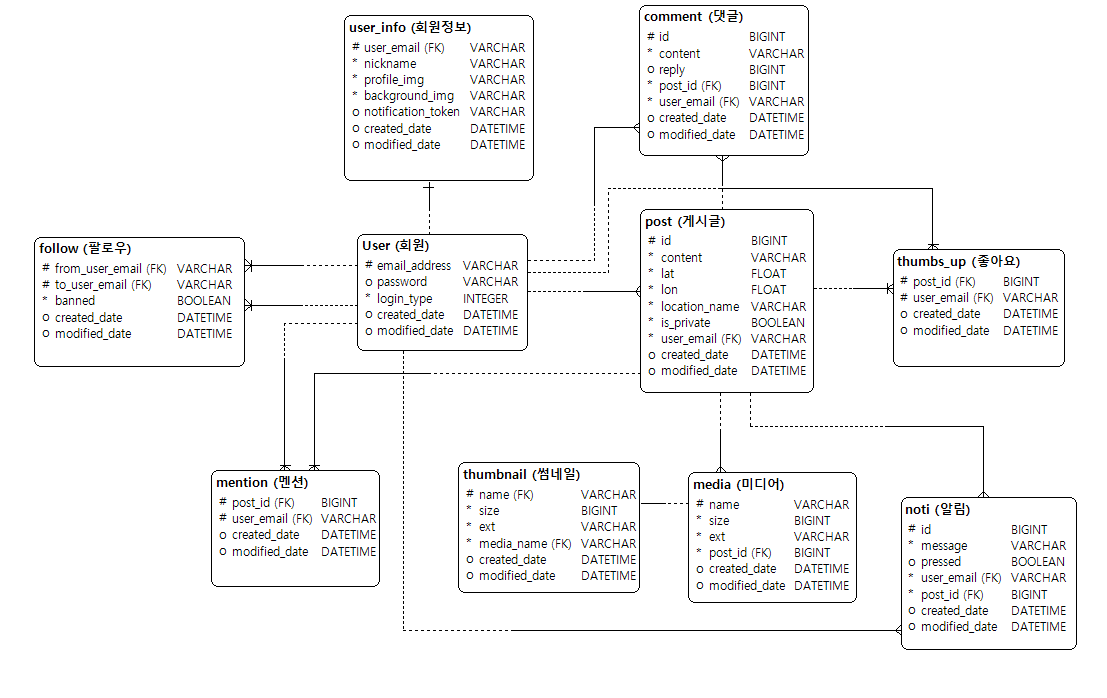 user_info (회원정보)
# user_email (FK) VARCHAR
* nickname VARCHAR
* profile_img VARCHAR
* background_img VARCHAR
o notification_token VARCHAR
o created_date DATETIME
o modified_date DATETIME
comment (댓글)
# id BIGINT
* content VARCHAR
o reply BIGINT
* post_id (FK) BIGINT
* user_email (FK) VARCHAR
o created_date DATETIME
o modified_date DATETIME
follow (팔로우)
# from_user_email (FK) VARCHAR
# to_user_email (FK) VARCHAR
* banned BOOLEAN
o created_date DATETIME
o modified_date DATETIME
User (회원)
# email_address VARCHAR
o password VARCHAR
* login_type INTEGER
o created_date DATETIME
o modified_date DATETIME
post (게시글)
# id BIGINT
* content VARCHAR
* lat FLOAT
* lon FLOAT
* location_name VARCHAR
* is_private BOOLEAN
* user_email (FK) VARCHAR
o created_date DATETIME
o modified_date DATETIME
thumbs_up (좋아요)
# post_id (FK) BIGINT
# user_email (FK) VARCHAR
o created_date DATETIME
o modified_date DATETIME
mention (멘션)
# post_id (FK) BIGINT
# user_email (FK) VARCHAR
o created_date DATETIME
o modified_date DATETIME
thumbnail (썸네일)
# name (FK) VARCHAR
* size BIGINT
* ext VARCHAR
* media_name (FK) VARCHAR
o created_date DATETIME
o modified_date DATETIME
media (미디어)
# name VARCHAR
* size BIGINT
* ext VARCHAR
* post_id (FK) BIGINT
o created_date DATETIME
o modified_date DATETIME
noti (알림)
# id BIGINT
* message VARCHAR
o pressed BOOLEAN
* user_email (FK) VARCHAR
* post_id (FK) BIGINT
o created_date DATETIME
o modified_date DATETIME